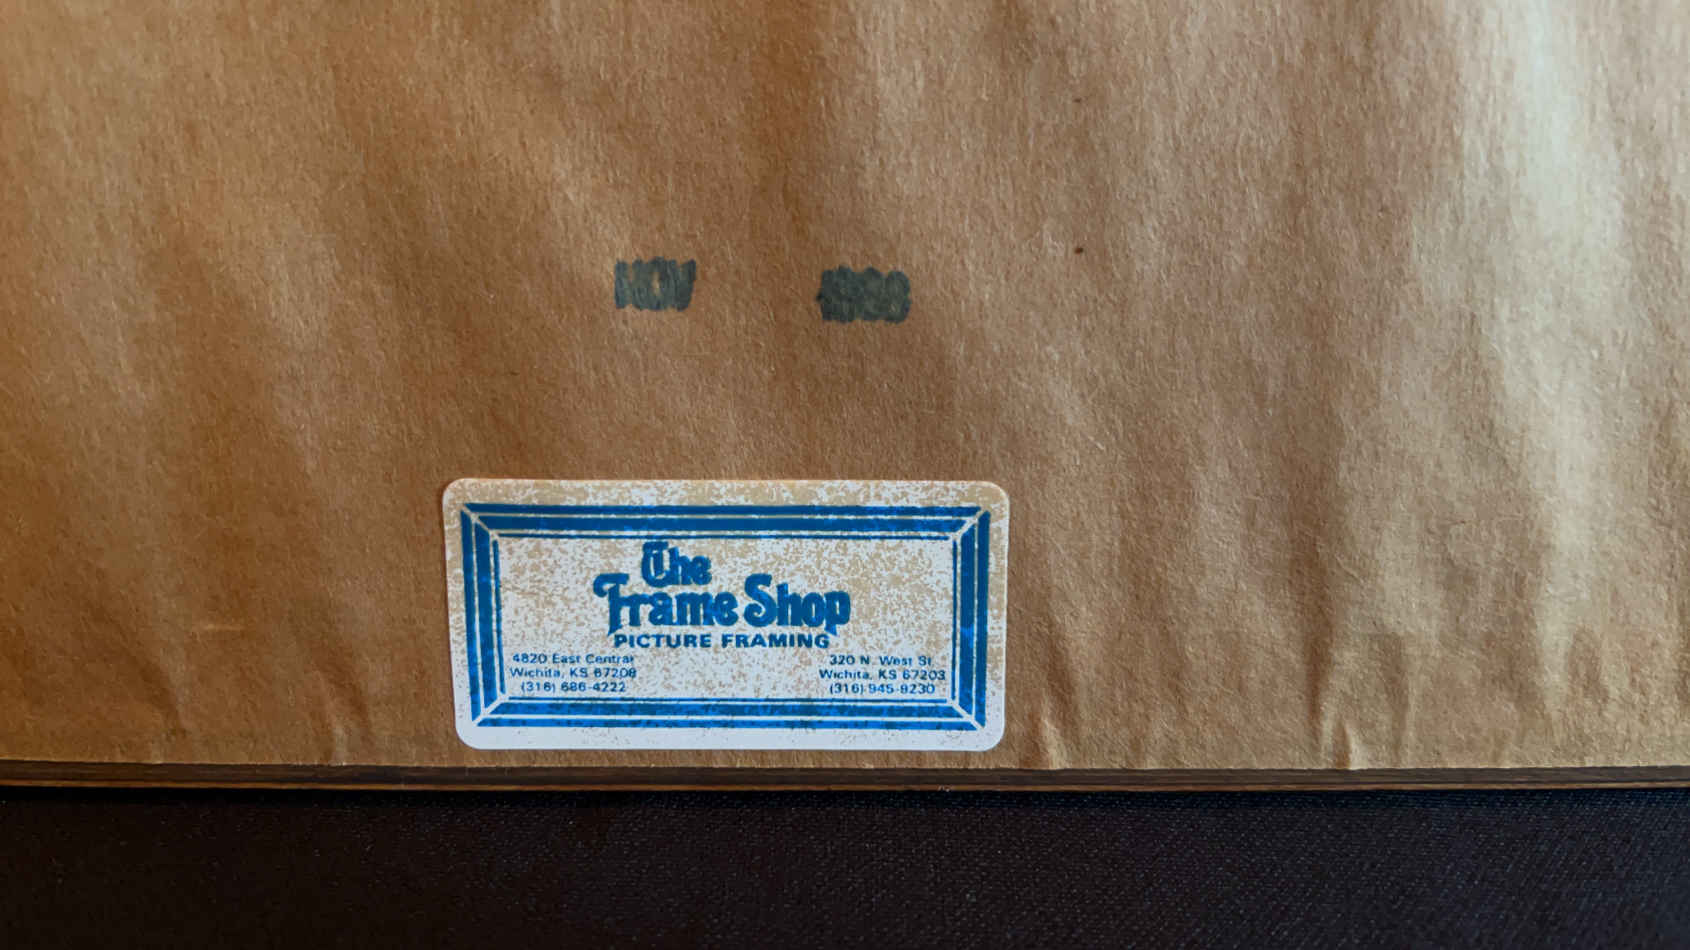 NOV
The
Frame Shop
PICTURE FRAMING
4820 East Central
Wichita, KS 67208
(316) 686-4222
320 N. West St.
Wichita, KS 67203
(316) 945-9230